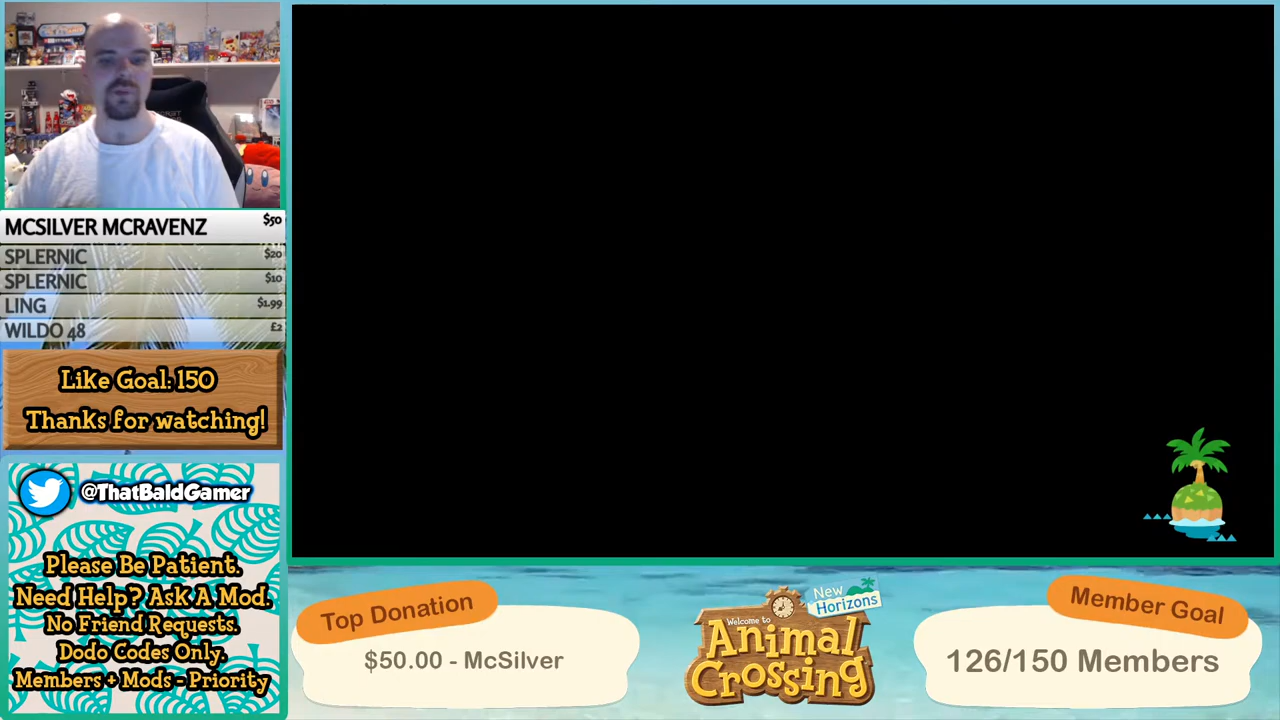 MCSILVER MCRAVENZ $50
SPLERNIC $20
SPLERNIC $10
LING $1.99
WILDO 48 £2
Like Goal: 150
Thanks for watching!
@ThatBaldGamer
Please Be Patient.
Need Help? Ask A Mod.
No Friend Requests.
Dodo Codes Only.
Members + Mods - Priority
Top Donation
$50.00 - McSilver
Welcome to
Animal
Crossing
New
Horizons
Member Goal
126/150 Members